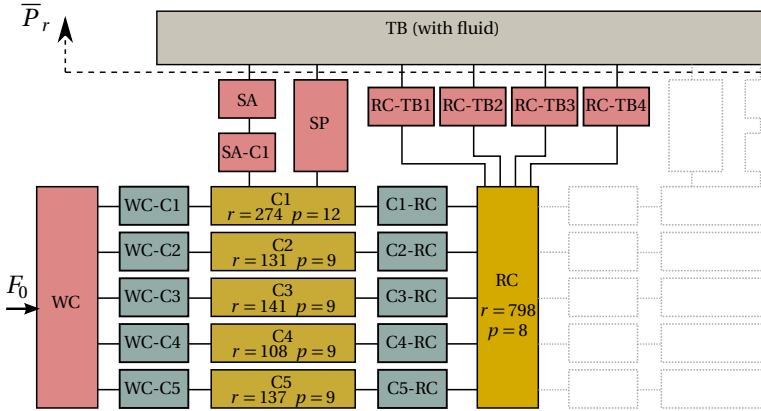 P̅r
TB (with fluid)
SA
SP
RC-TB1
RC-TB2
RC-TB3
RC-TB4
SA-C1
WC
WC-C1
C1
r = 274 p = 12
C1-RC
WC-C2
C2
r = 131 p = 9
C2-RC
F0
WC-C3
C3
r = 141 p = 9
C3-RC
RC
r = 798
p = 8
WC-C4
C4
r = 108 p = 9
C4-RC
WC-C5
C5
r = 137 p = 9
C5-RC